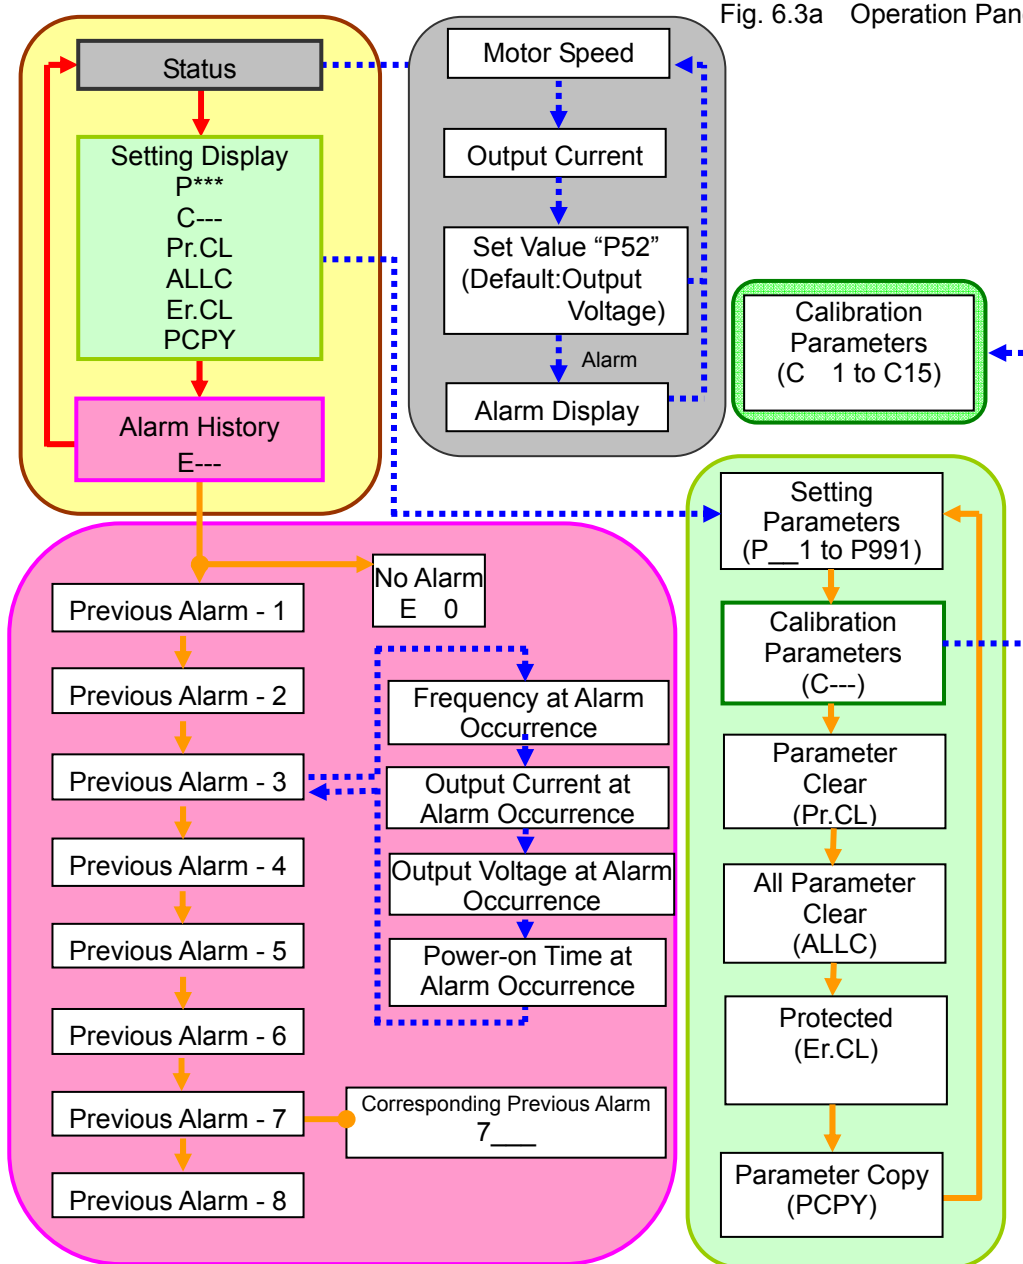 Fig. 6.3a Operation Pan
Status
Setting Display
P***
C---
Pr.CL
ALLC
Er.CL
PCPY
Alarm History
E---
Motor Speed
Output Current
Set Value “P52”
(Default:Output
Voltage)
Alarm
Alarm Display
Calibration
Parameters
(C 1 to C15)
Setting
Parameters
(P__1 to P991)
Calibration
Parameters
(C---)
Parameter
Clear
(Pr.CL)
All Parameter
Clear
(ALLC)
Protected
(Er.CL)
Parameter Copy
(PCPY)
No Alarm
E 0
Previous Alarm - 1
Previous Alarm - 2
Previous Alarm - 3
Previous Alarm - 4
Previous Alarm - 5
Previous Alarm - 6
Previous Alarm - 7
Previous Alarm - 8
Frequency at Alarm
Occurrence
Output Current at
Alarm Occurrence
Output Voltage at Alarm
Occurrence
Power-on Time at
Alarm Occurrence
Corresponding Previous Alarm
7___